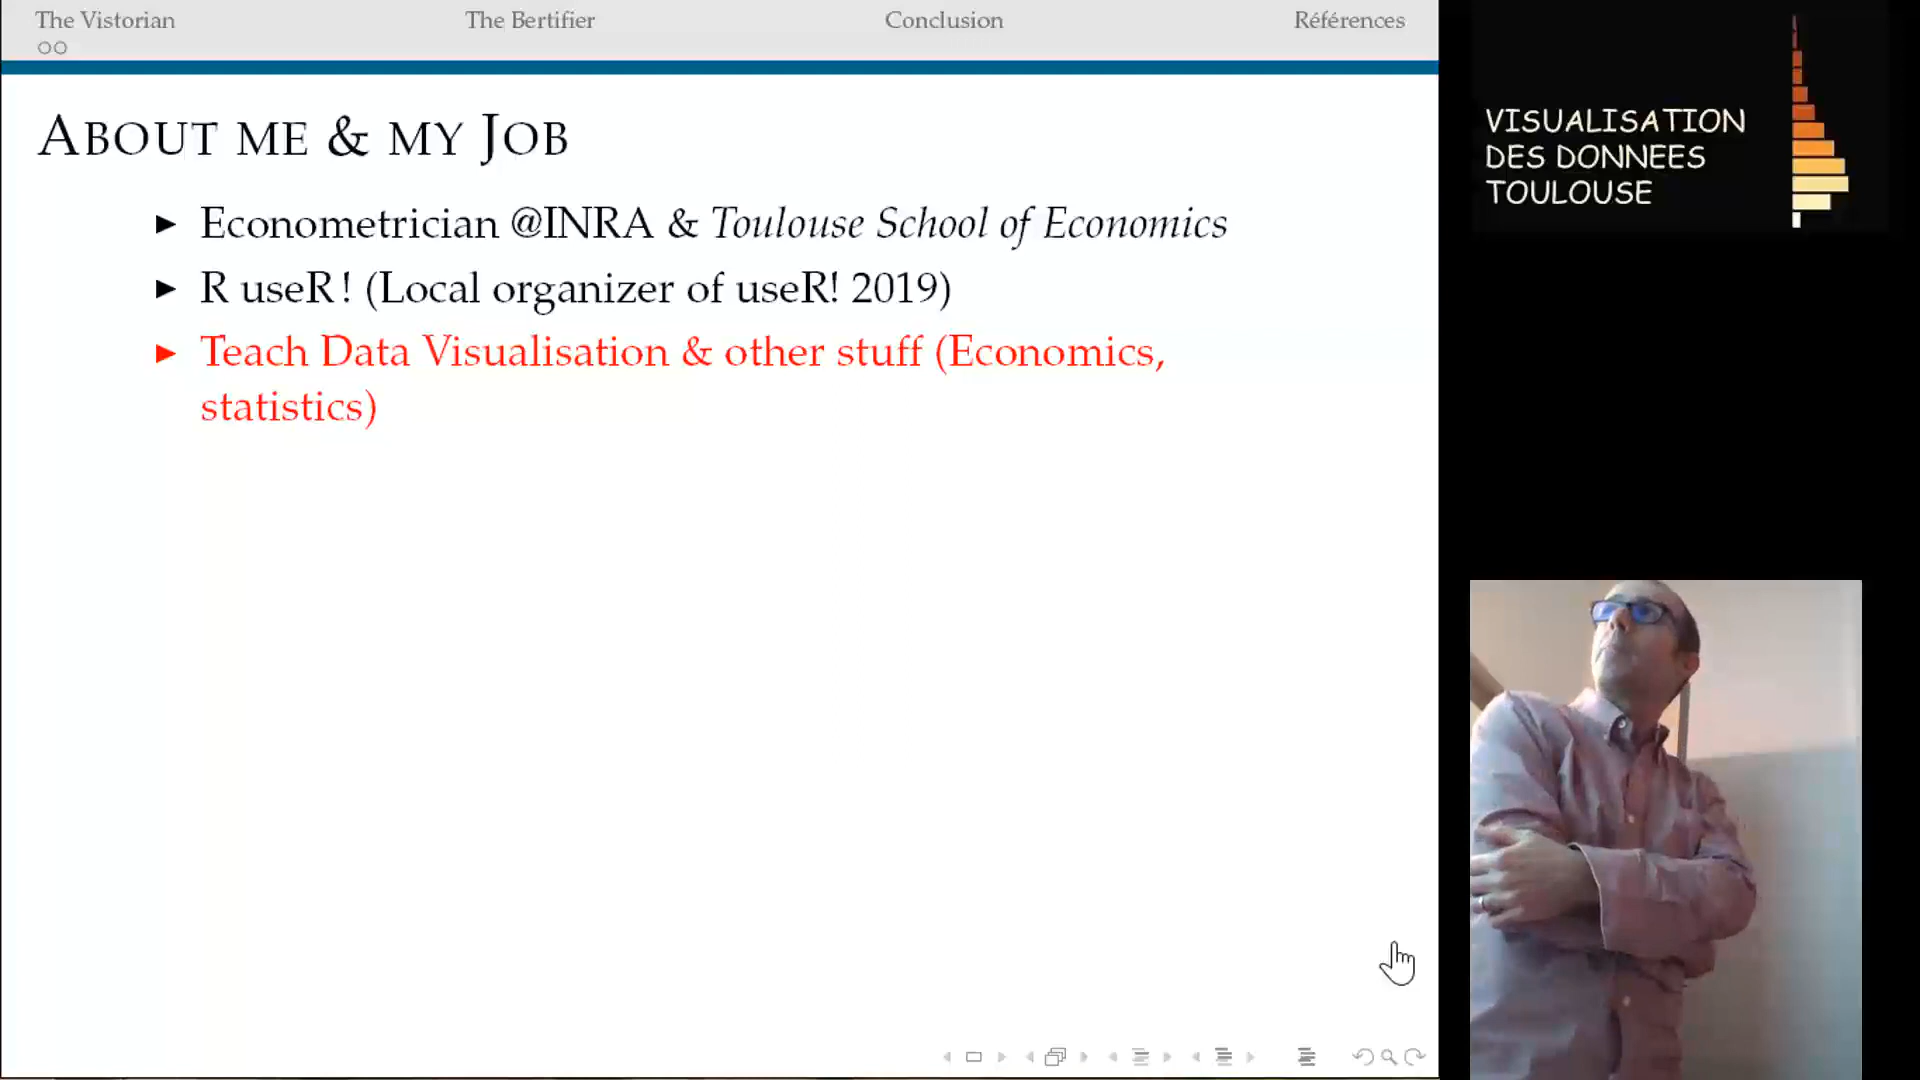 The Vistorian
The Bertifier
Conclusion
Références
ABOUT ME & MY JOB
Econometrician @INRA & Toulouse School of Economics
R useR! (Local organizer of useR! 2019)
Teach Data Visualisation & other stuff (Economics,
statistics)
VISUALISATION
DES DONNEES
TOULOUSE